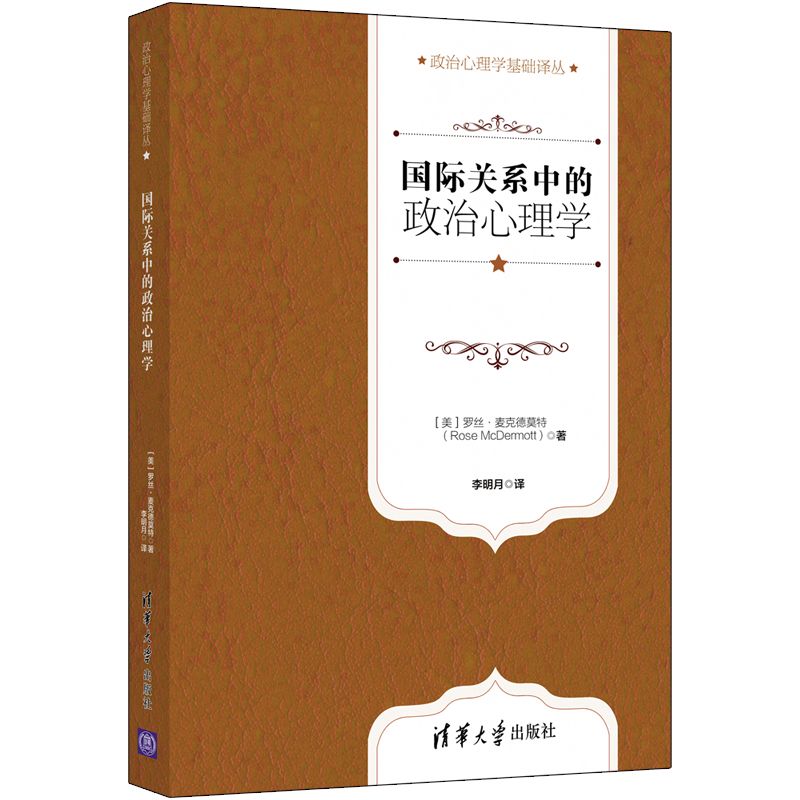 ★政治心理学基础译丛★
国际关系中的
政治心理学
[美]罗丝·麦克德莫特
(Rose McDermott)◎著
李明月◎译
清华大学出版社
政治心理学基础译丛★
国际关系中的政治心理学
[美]罗丝·麦克德莫特◎著
李明月◎译
清华大学出版社